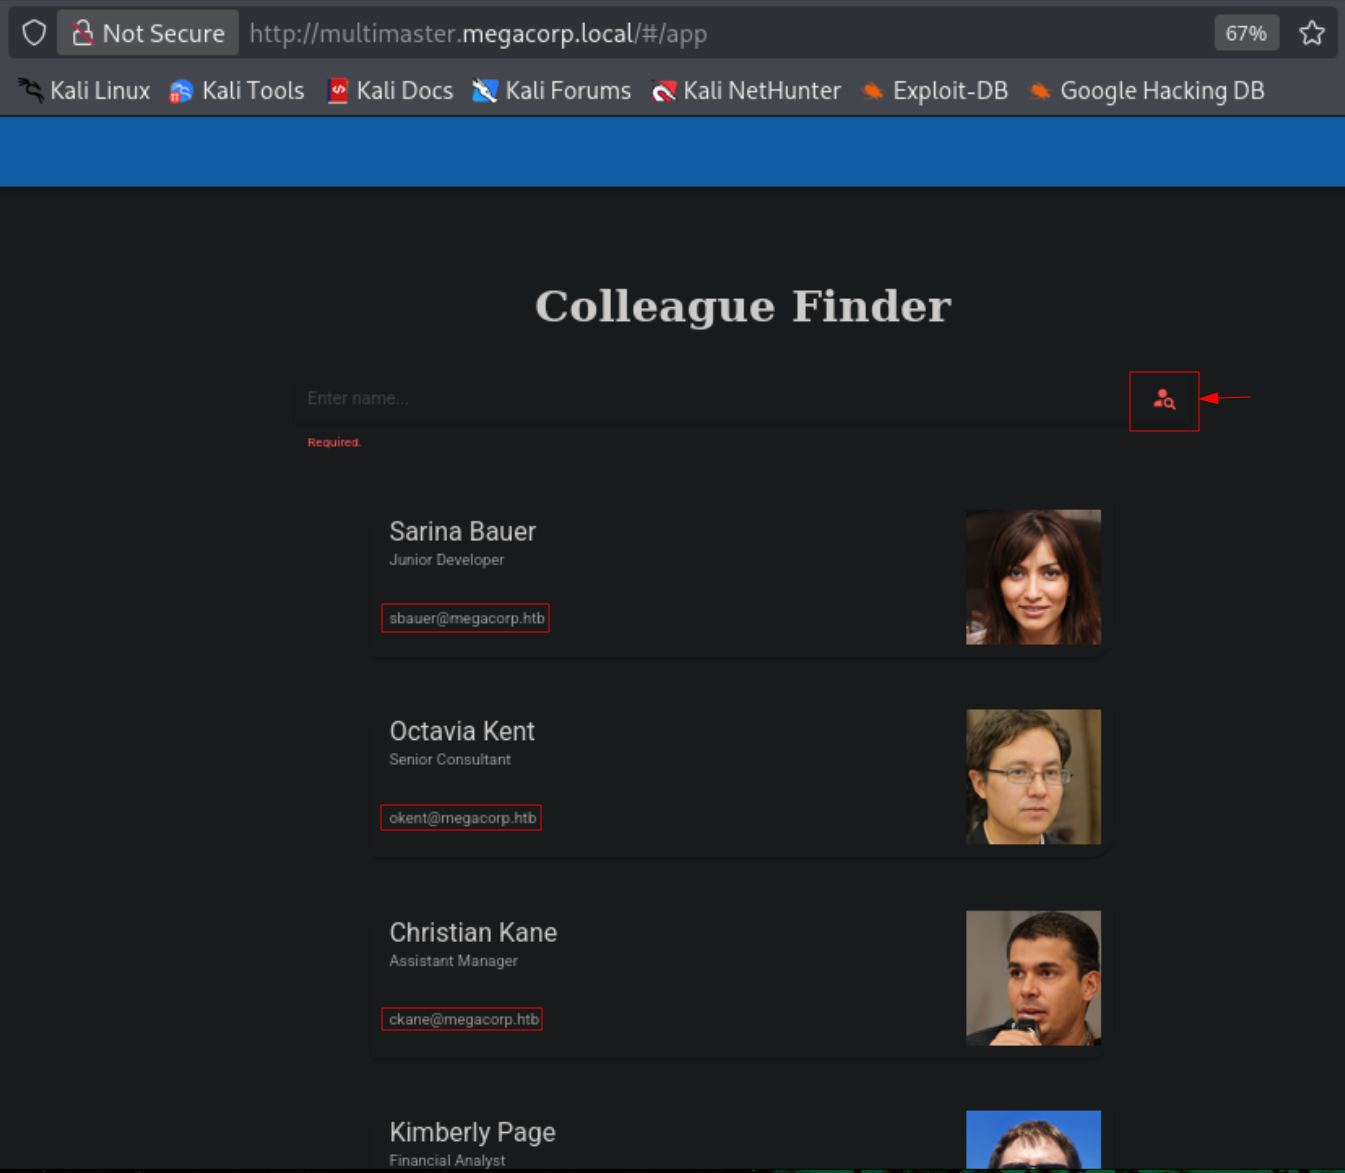 Not Secure http://multimaster.megacorp.local/#/app 67%
Kali Linux Kali Tools Kali Docs Kali Forums Kali NetHunter Exploit-DB Google Hacking DB
Colleague Finder
Enter name...
Required.
Sarina Bauer
Junior Developer
sbauer@megacorp.htb
Octavia Kent
Senior Consultant
okent@megacorp.htb
Christian Kane
Assistant Manager
ckane@megacorp.htb
Kimberly Page
Financial Analyst